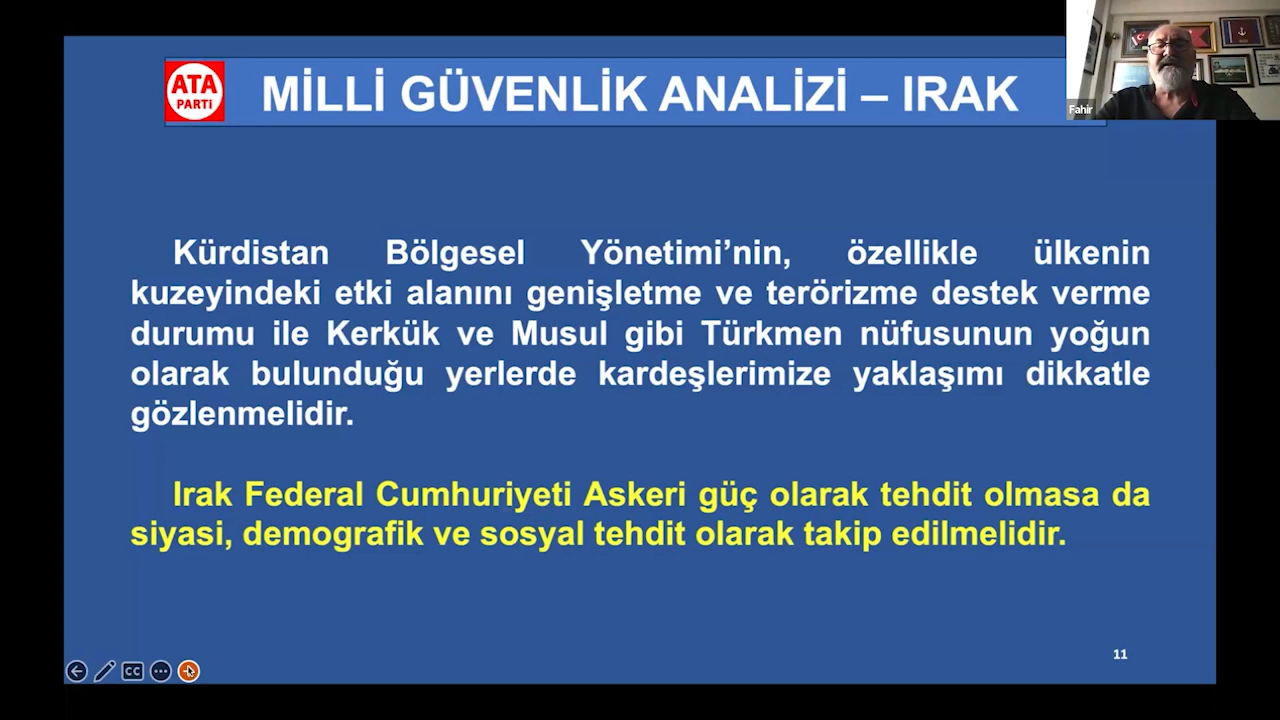 ATA
PARTİ
MİLLİ GÜVENLİK ANALİZİ – IRAK
Fahir
Kürdistan Bölgesel Yönetimi’nin, özellikle ülkenin
kuzeyindeki etki alanını genişletme ve terörizme destek verme
durumu ile Kerkük ve Musul gibi Türkmen nüfusunun yoğun
olarak bulunduğu yerlerde kardeşlerimize yaklaşımı dikkatle
gözlenmelidir.
Irak Federal Cumhuriyeti Askeri güç olarak tehdit olmasa da
siyasi, demografik ve sosyal tehdit olarak takip edilmelidir.
11
CC